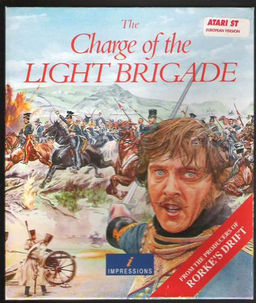 The
Charge of the
LIGHT BRIGADE
ATARI ST
EUROPEAN VERSION
i
IMPRESSIONS
FROM THE PRODUCERS OF
RORKE'S DRIFT